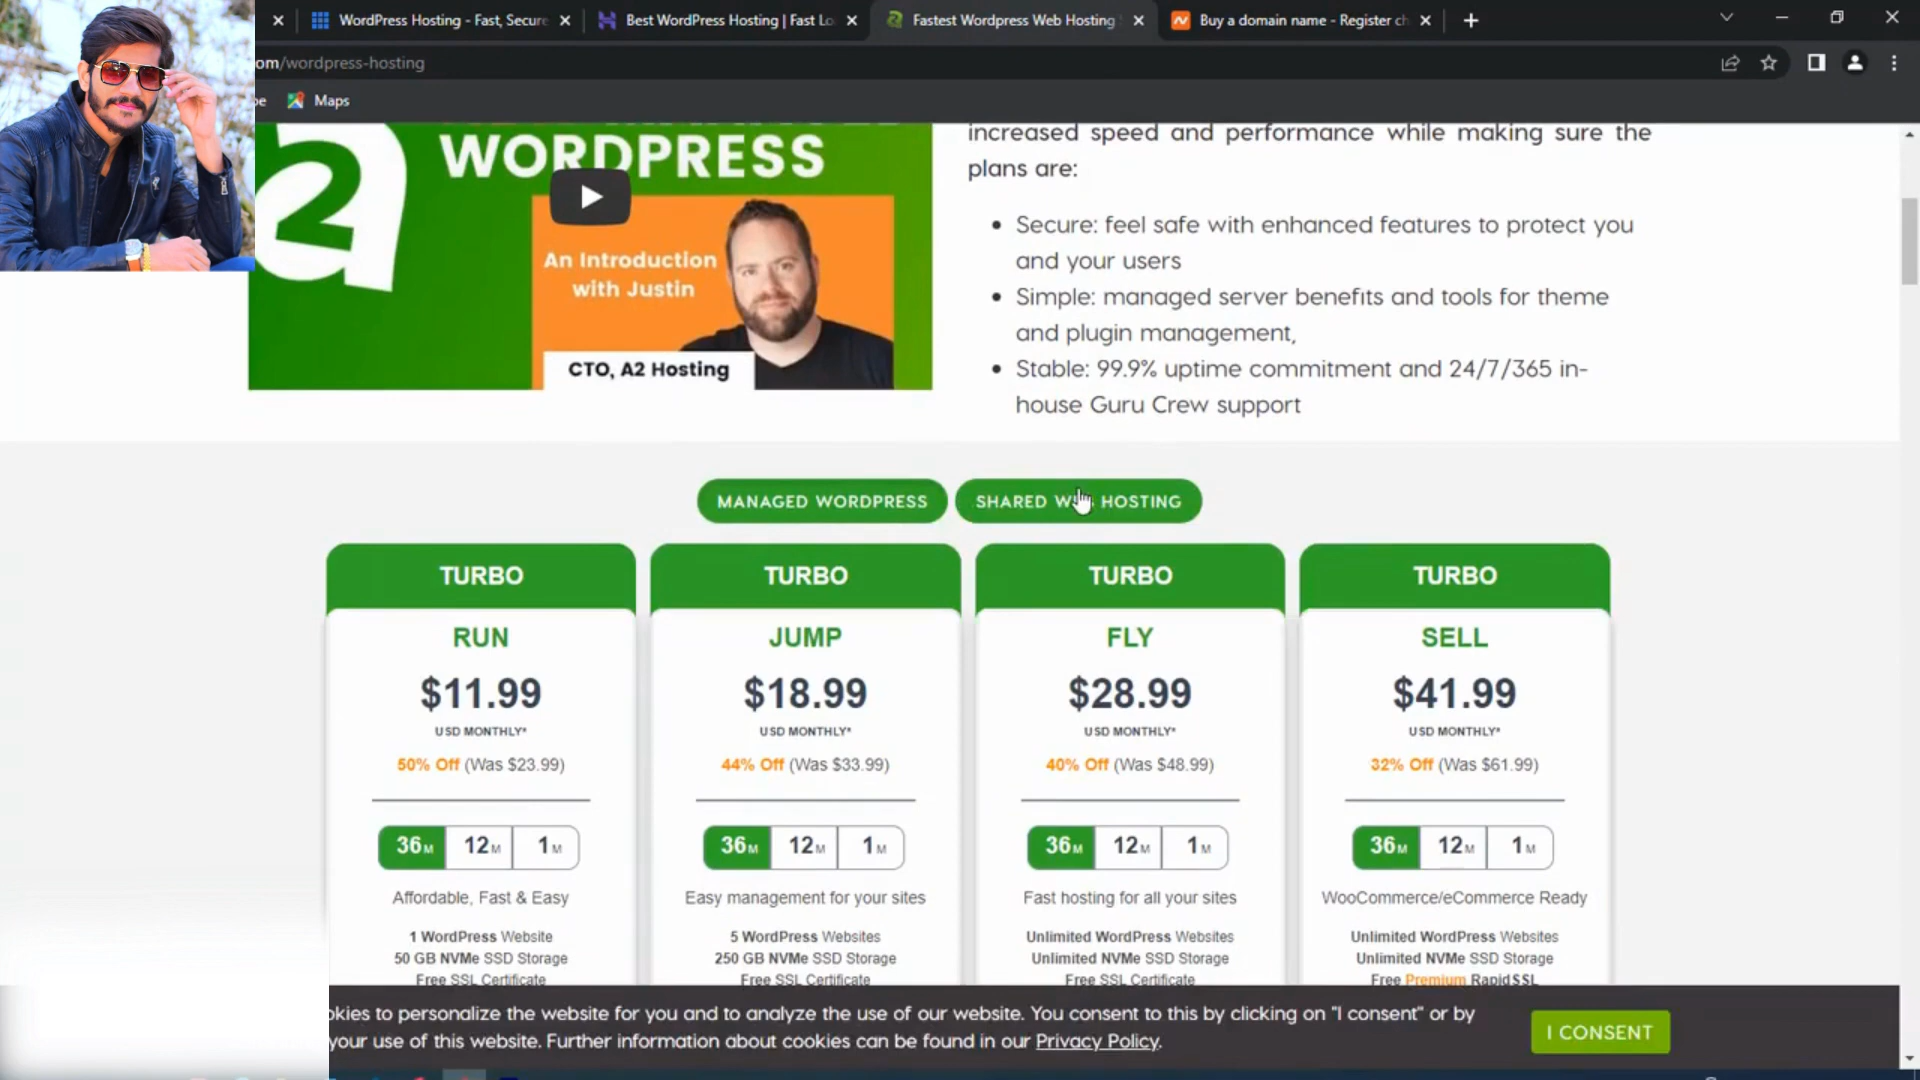 WordPress Hosting - Fast, Secure
Best WordPress Hosting | Fast Lo
Fastest Wordpress Web Hosting
Buy a domain name - Register ch
om/wordpress-hosting
be
Maps
a2
WORDPRESS
An Introduction
with Justin
CTO, A2 Hosting
increased speed and performance while making sure the
plans are:
• Secure: feel safe with enhanced features to protect you
and your users
• Simple: managed server benefits and tools for theme
and plugin management,
• Stable: 99.9% uptime commitment and 24/7/365 in-
house Guru Crew support
MANAGED WORDPRESS
SHARED WEB HOSTING
TURBO
RUN
$11.99
USD MONTHLY*
50% Off (Was $23.99)
36M 12M 1M
Affordable, Fast & Easy
1 WordPress Website
50 GB NVMe SSD Storage
Free SSL Certificate
TURBO
JUMP
$18.99
USD MONTHLY*
44% Off (Was $33.99)
36M 12M 1M
Easy management for your sites
5 WordPress Websites
250 GB NVMe SSD Storage
Free SSL Certificate
TURBO
FLY
$28.99
USD MONTHLY*
40% Off (Was $48.99)
36M 12M 1M
Fast hosting for all your sites
Unlimited WordPress Websites
Unlimited NVMe SSD Storage
Free SSL Certificate
TURBO
SELL
$41.99
USD MONTHLY*
32% Off (Was $61.99)
36M 12M 1M
WooCommerce/eCommerce Ready
Unlimited WordPress Websites
Unlimited NVMe SSD Storage
Free Premium RapidSSL
okies to personalize the website for you and to analyze the use of our website. You consent to this by clicking on "I consent" or by
your use of this website. Further information about cookies can be found in our Privacy Policy.
I CONSENT